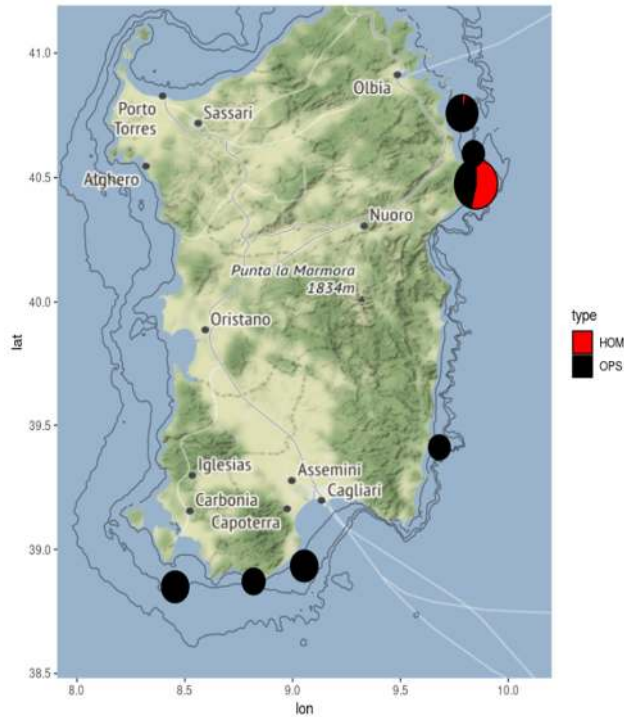 41.0
40.5
40.0
39.5
39.0
38.5
lat
Olbia
Porto
Torres
Sassari
Alghero
Nuoro
Punta la Marmora
1834m
Oristano
Iglesias
Assemini
Carbonia
Cagliari
Capoterra
8.0 8.5 9.0 9.5 10.0
lon
type
HOM
OPS